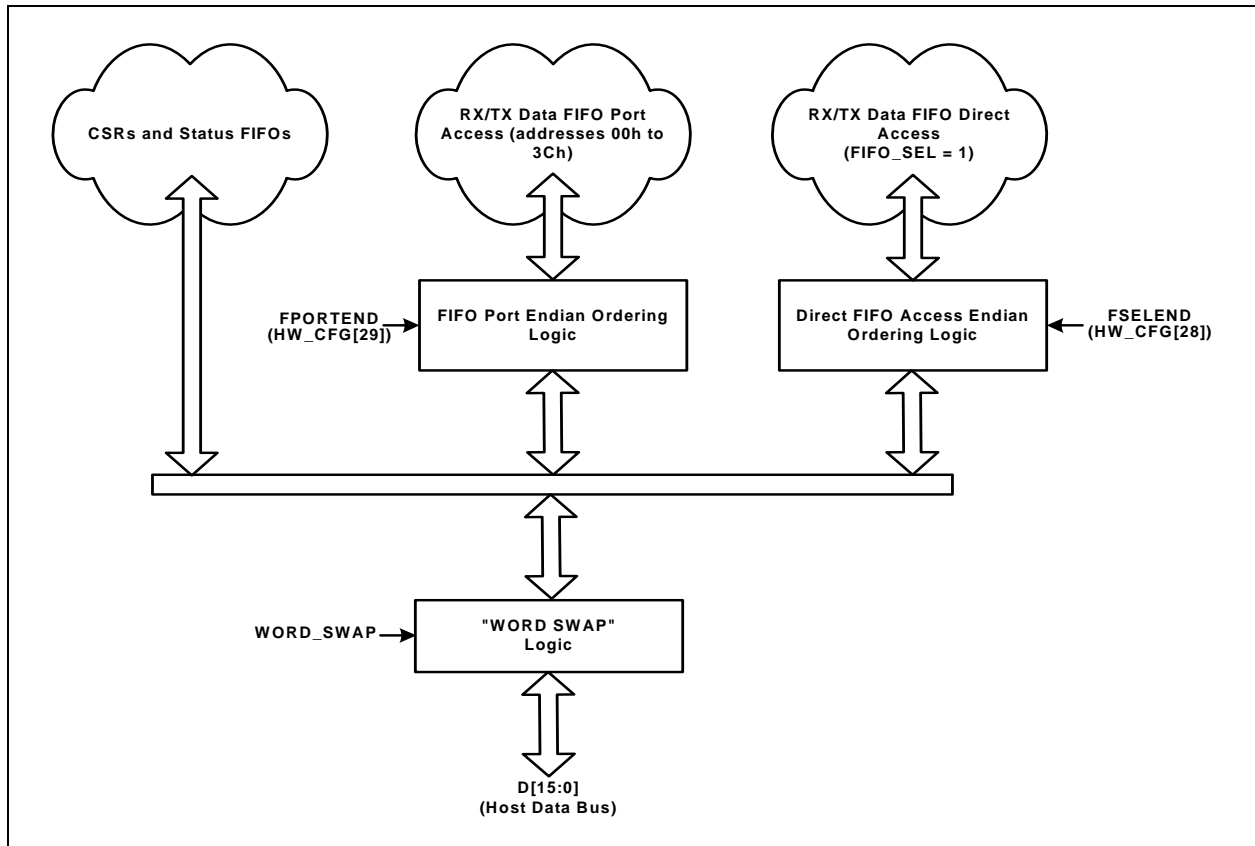 CSRs and Status FIFOs
RX/TX Data FIFO Port
Access (addresses 00h to
3Ch)
RX/TX Data FIFO Direct
Access
(FIFO_SEL = 1)
FPORTEND
(HW_CFG[29])
FIFO Port Endian Ordering
Logic
Direct FIFO Access Endian
Ordering Logic
FSELEND
(HW_CFG[28])
WORD_SWAP
"WORD SWAP"
Logic
D[15:0]
(Host Data Bus)